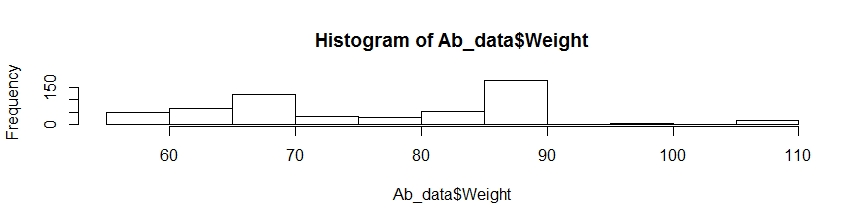 Histogram of Ab_data$Weight
Frequency
150
0
60 70 80 90 100 110
Ab_data$Weight